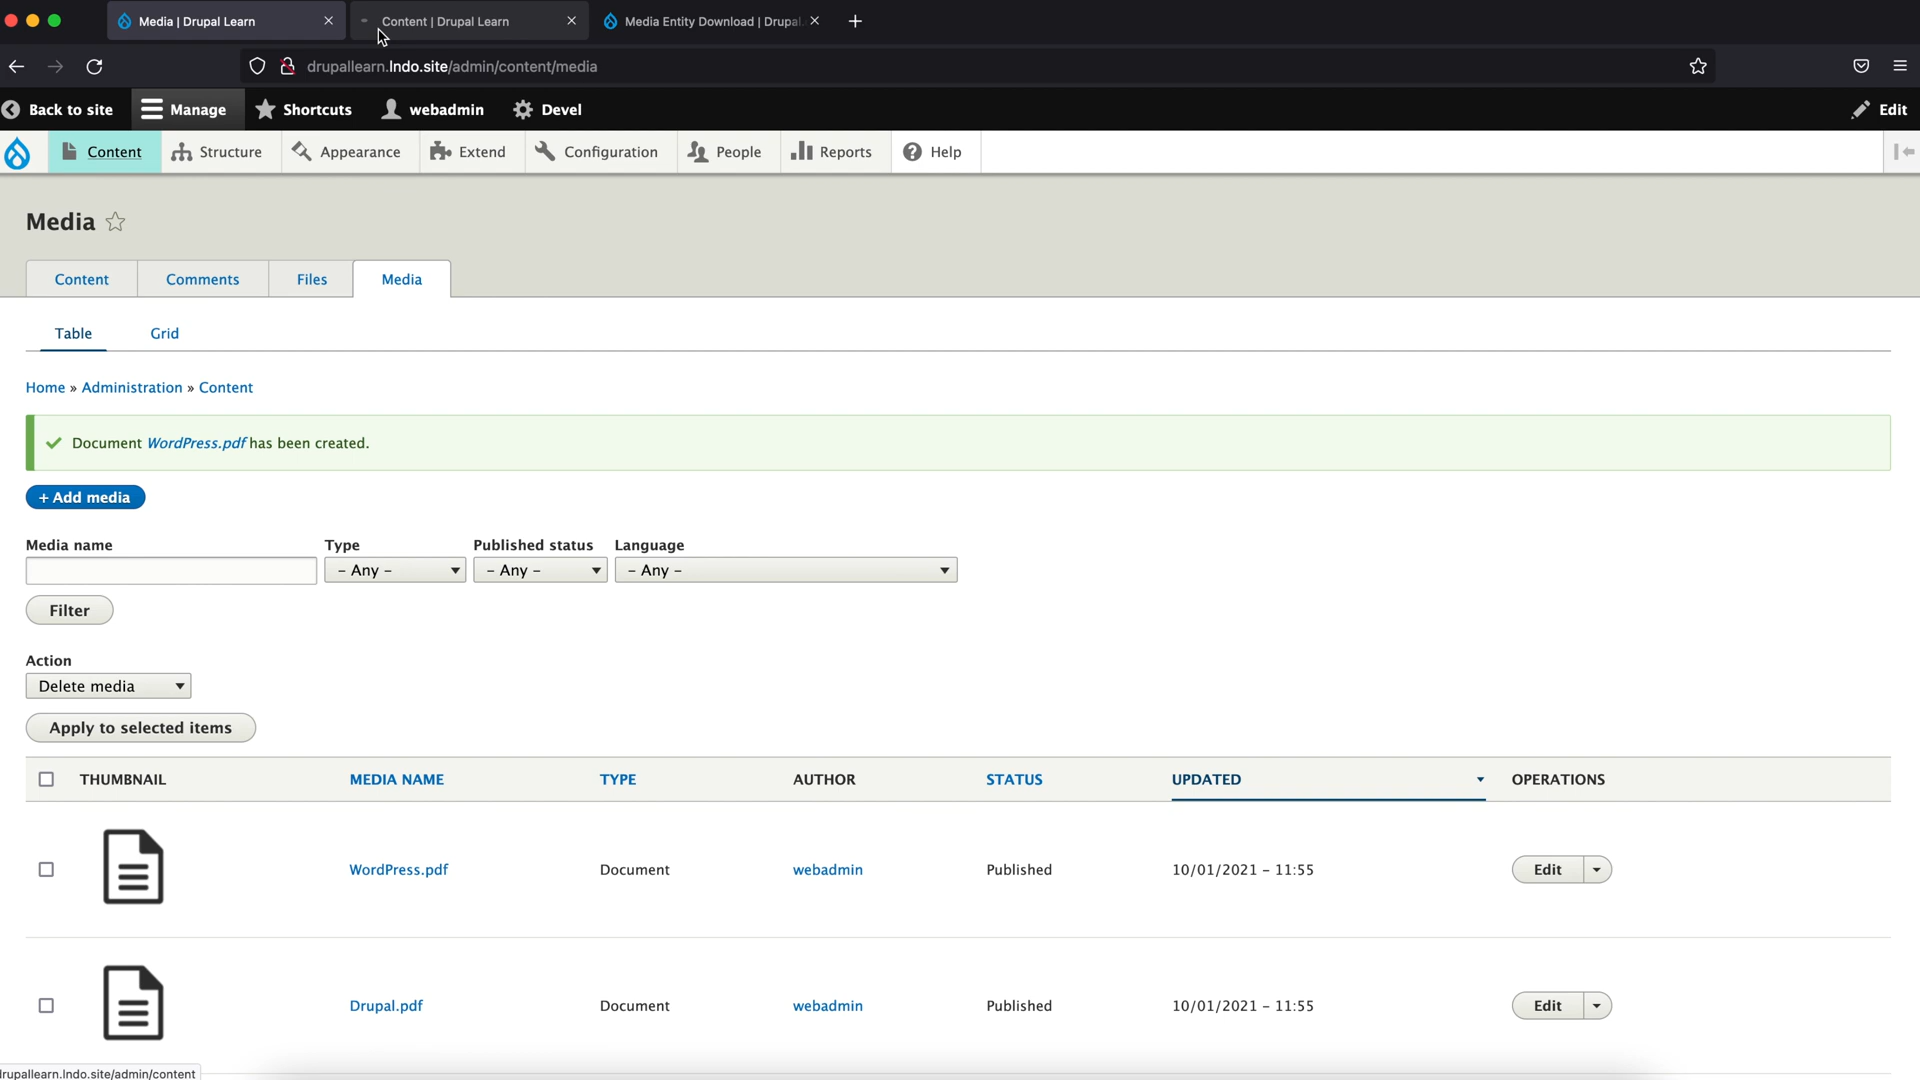 Media | Drupal Learn
Content | Drupal Learn
Media Entity Download | Drupal.
drupallearn.lndo.site/admin/content/media
Back to site
Manage
Shortcuts
webadmin
Devel
Edit
Content
Structure
Appearance
Extend
Configuration
People
Reports
Help
Media
Content
Comments
Files
Media
Table
Grid
Home » Administration » Content
Document WordPress.pdf has been created.
+ Add media
Media name
Type
Published status
Language
- Any -
- Any -
- Any -
Filter
Action
Delete media
Apply to selected items
THUMBNAIL
MEDIA NAME
TYPE
AUTHOR
STATUS
UPDATED
OPERATIONS
WordPress.pdf
Document
webadmin
Published
10/01/2021 – 11:55
Edit
Drupal.pdf
Document
webadmin
Published
10/01/2021 – 11:55
Edit
drupallearn.lndo.site/admin/content